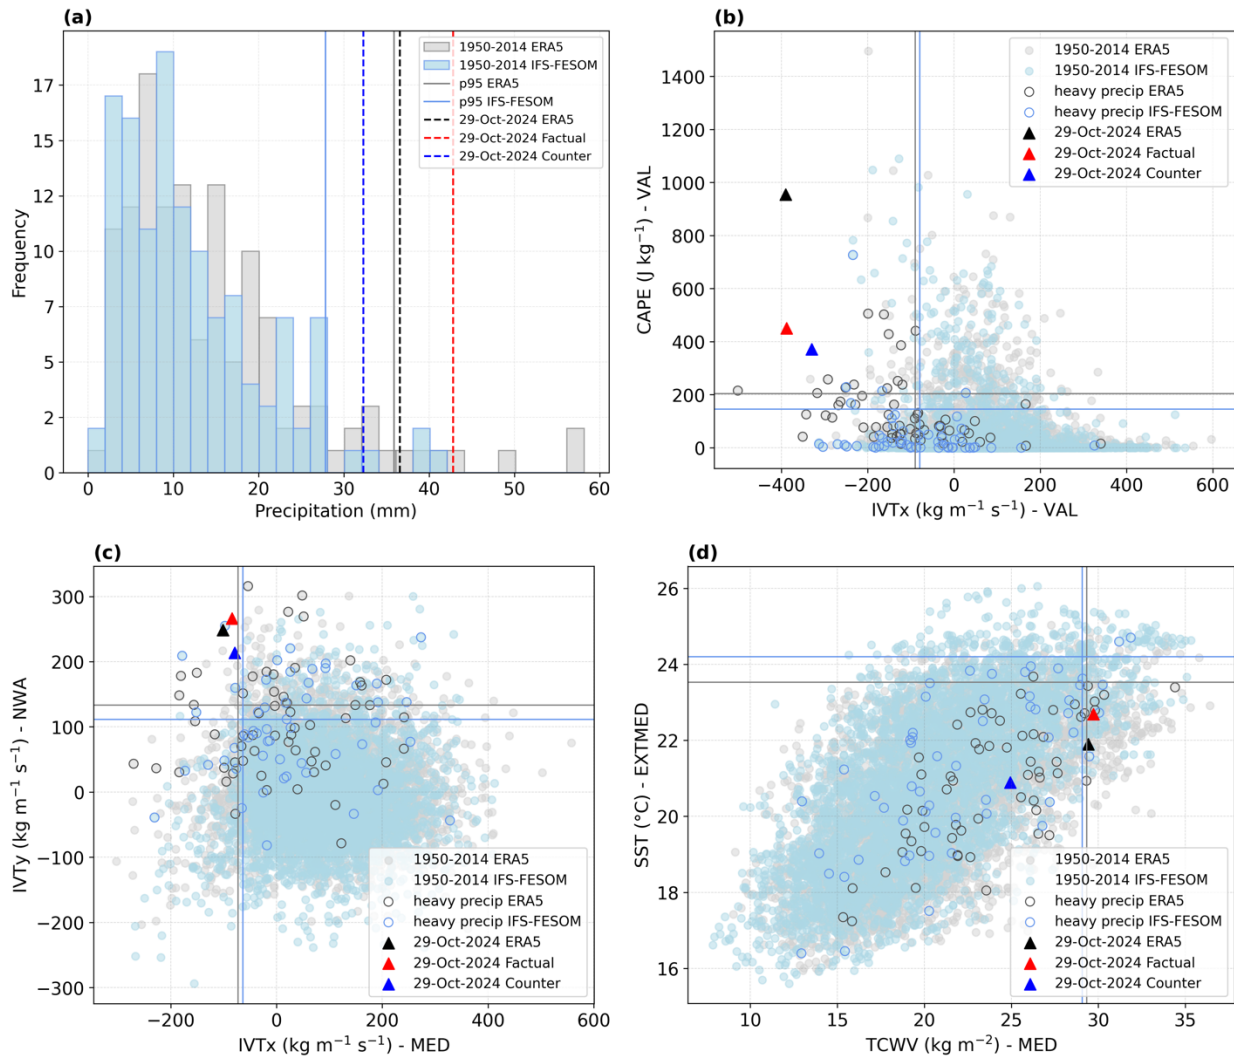 (a)
Frequency
17
15
12
10
7
5
2
0
0 10 20 30 40 50 60
Precipitation (mm)
1950-2014 ERA5
1950-2014 IFS-FESOM
p95 ERA5
p95 IFS-FESOM
29-Oct-2024 ERA5
29-Oct-2024 Factual
29-Oct-2024 Counter
(b)
CAPE (J kg⁻¹) - VAL
1400
1200
1000
800
600
400
200
0
−400 −200 0 200 400 600
IVTx (kg m⁻¹ s⁻¹) - VAL
1950-2014 ERA5
1950-2014 IFS-FESOM
heavy precip ERA5
heavy precip IFS-FESOM
29-Oct-2024 ERA5
29-Oct-2024 Factual
29-Oct-2024 Counter
(c)
IVTy (kg m⁻¹ s⁻¹) - NWA
300
200
100
0
−100
−200
−300
−200 0 200 400 600
IVTx (kg m⁻¹ s⁻¹) - MED
1950-2014 ERA5
1950-2014 IFS-FESOM
heavy precip ERA5
heavy precip IFS-FESOM
29-Oct-2024 ERA5
29-Oct-2024 Factual
29-Oct-2024 Counter
(d)
SST (°C) - EXTMED
26
24
22
20
18
16
10 15 20 25 30 35
TCWV (kg m⁻²) - MED
1950-2014 ERA5
1950-2014 IFS-FESOM
heavy precip ERA5
heavy precip IFS-FESOM
29-Oct-2024 ERA5
29-Oct-2024 Factual
29-Oct-2024 Counter